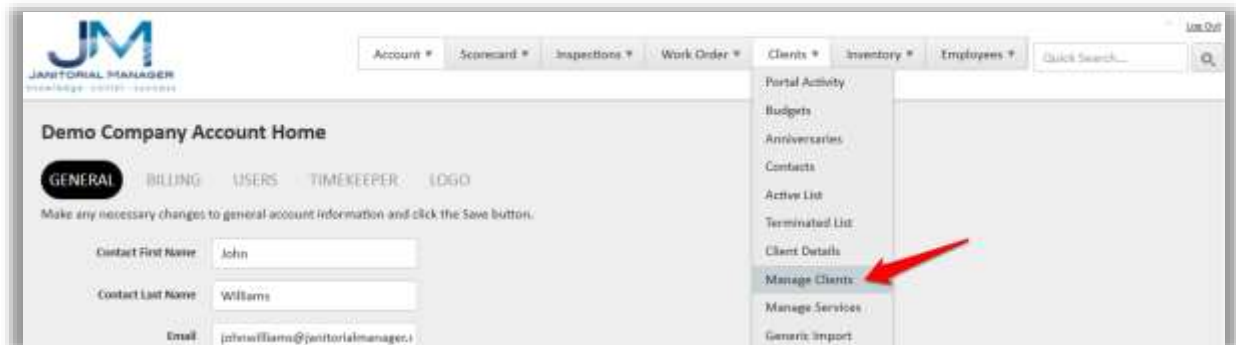 Log Out
JM
JANITORIAL MANAGER
Account Scorecard Inspections Work Order Clients Inventory Employees Quick Search...
Portal Activity
Budgets
Demo Company Account Home
Anniversaries
Contacts
GENERAL BILLING USERS TIMEKEEPER LOGO
Active List
Make any necessary changes to general account information and click the Save button.
Terminated List
Contact First Name John
Client Details
Manage Clients
Contact Last Name Williams
Manage Services
Email johnwilliams@janitorialmanager.
Generic Import